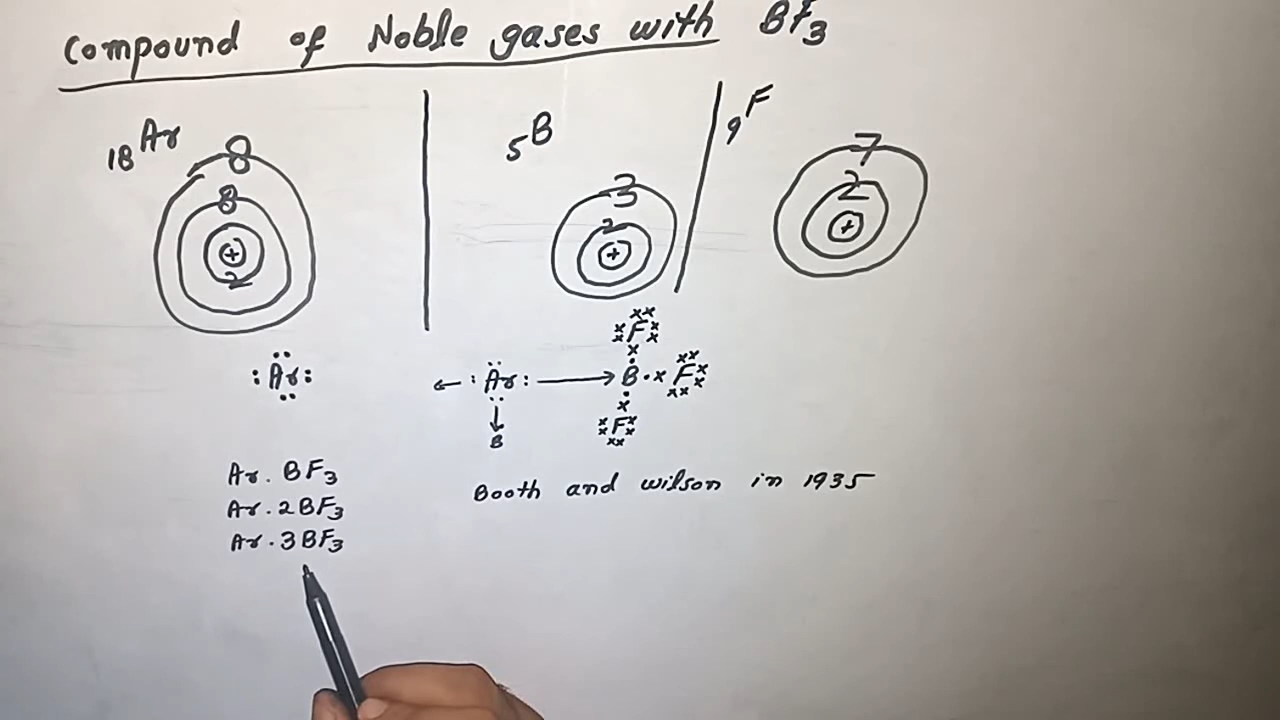 Compound of Noble gases with BF3
18Ar
8
8
+
2
5B
3
2
+
9F
7
2
+
Ar
Ar
B
F
F
F
B
Ar. BF3
Ar. 2BF3
Ar. 3BF3
Booth and wilson in 1935